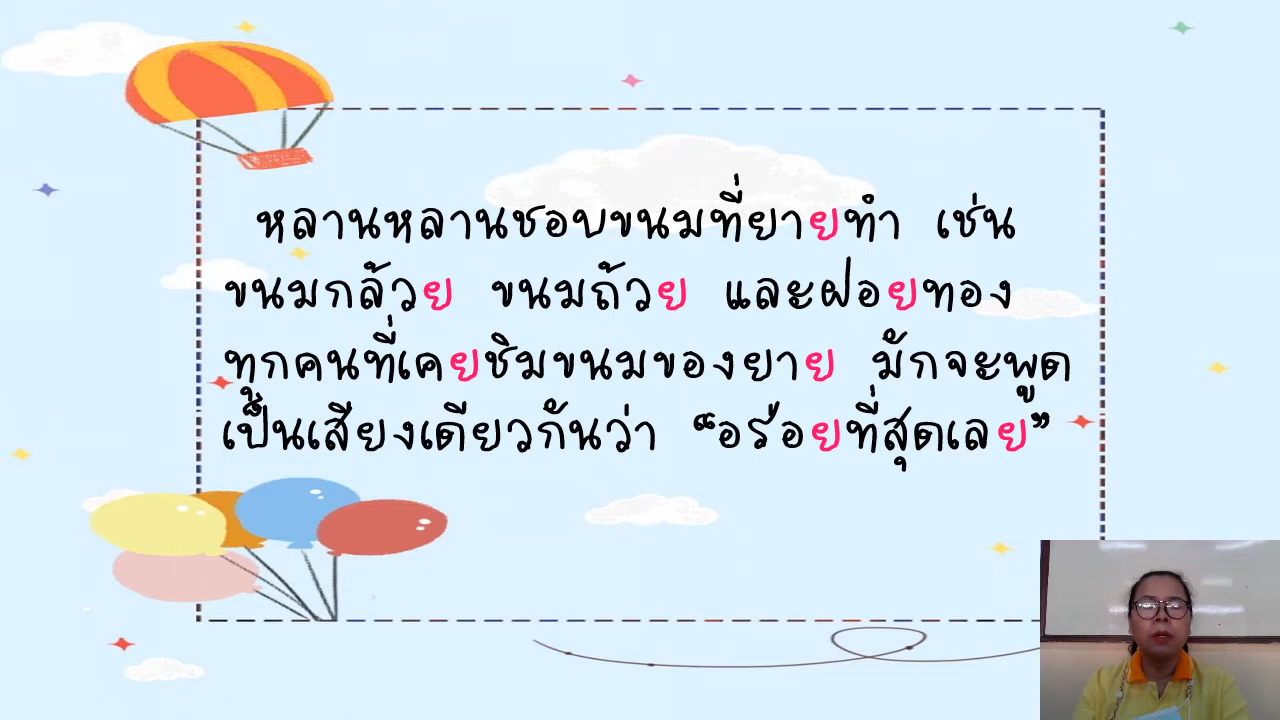 หลานหลานชอบขนมที่ยายทำ เช่น
ขนมกล้วย ขนมถ้วย และฝอยทอง
ทุกคนที่เคยชิมขนมของยาย มักจะพูด
เป็นเสียงเดียวกันว่า “อร่อยที่สุดเลย”